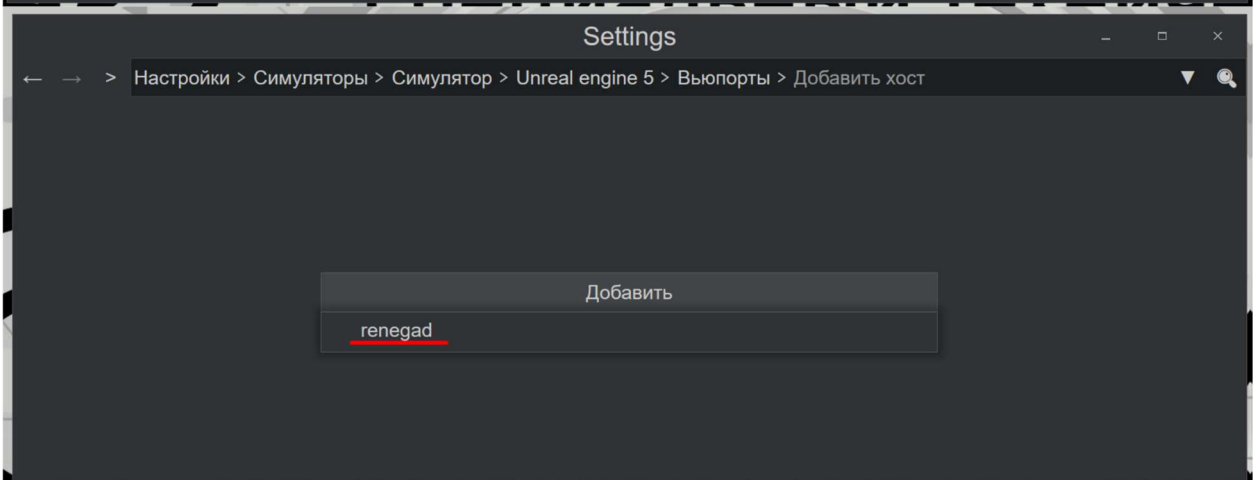 Settings
> Настройки > Симуляторы > Симулятор > Unreal engine 5 > Вьюпорты > Добавить хост
Добавить
renegad